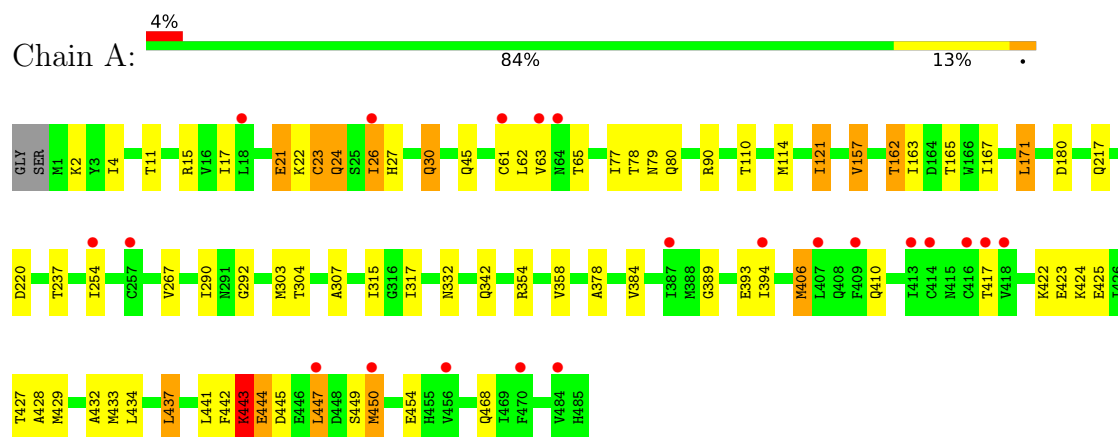 4%
Chain A:
84% 13% •
GLY SER M1 K2 Y3 I4 T11 R15 V16 I17 L18 E21 K22 C23 Q24 S25 I26 H27 Q30 Q45 C61 L62 V63 N64 T65 I77 T78 N79 Q80 R90 T110 M114 I121 V157 T162 I163 D164 T165 W166 I167 L171 D180 Q217
D220 T237 I254 C257 V267 I290 N291 G292 M303 T304 A307 I315 G316 I317 N332 Q342 R354 V358 A378 V384 I387 M388 G389 E393 I394 M406 L407 Q408 F409 Q410 I413 C414 N415 C416 T417 V418 K422 E423 K424 E425 I426
T427 A428 M429 A432 M433 L434 L437 L441 F442 K443 E444 D445 E446 L447 D448 S449 M450 E454 H455 V456 Q468 I469 F470 V484 H485